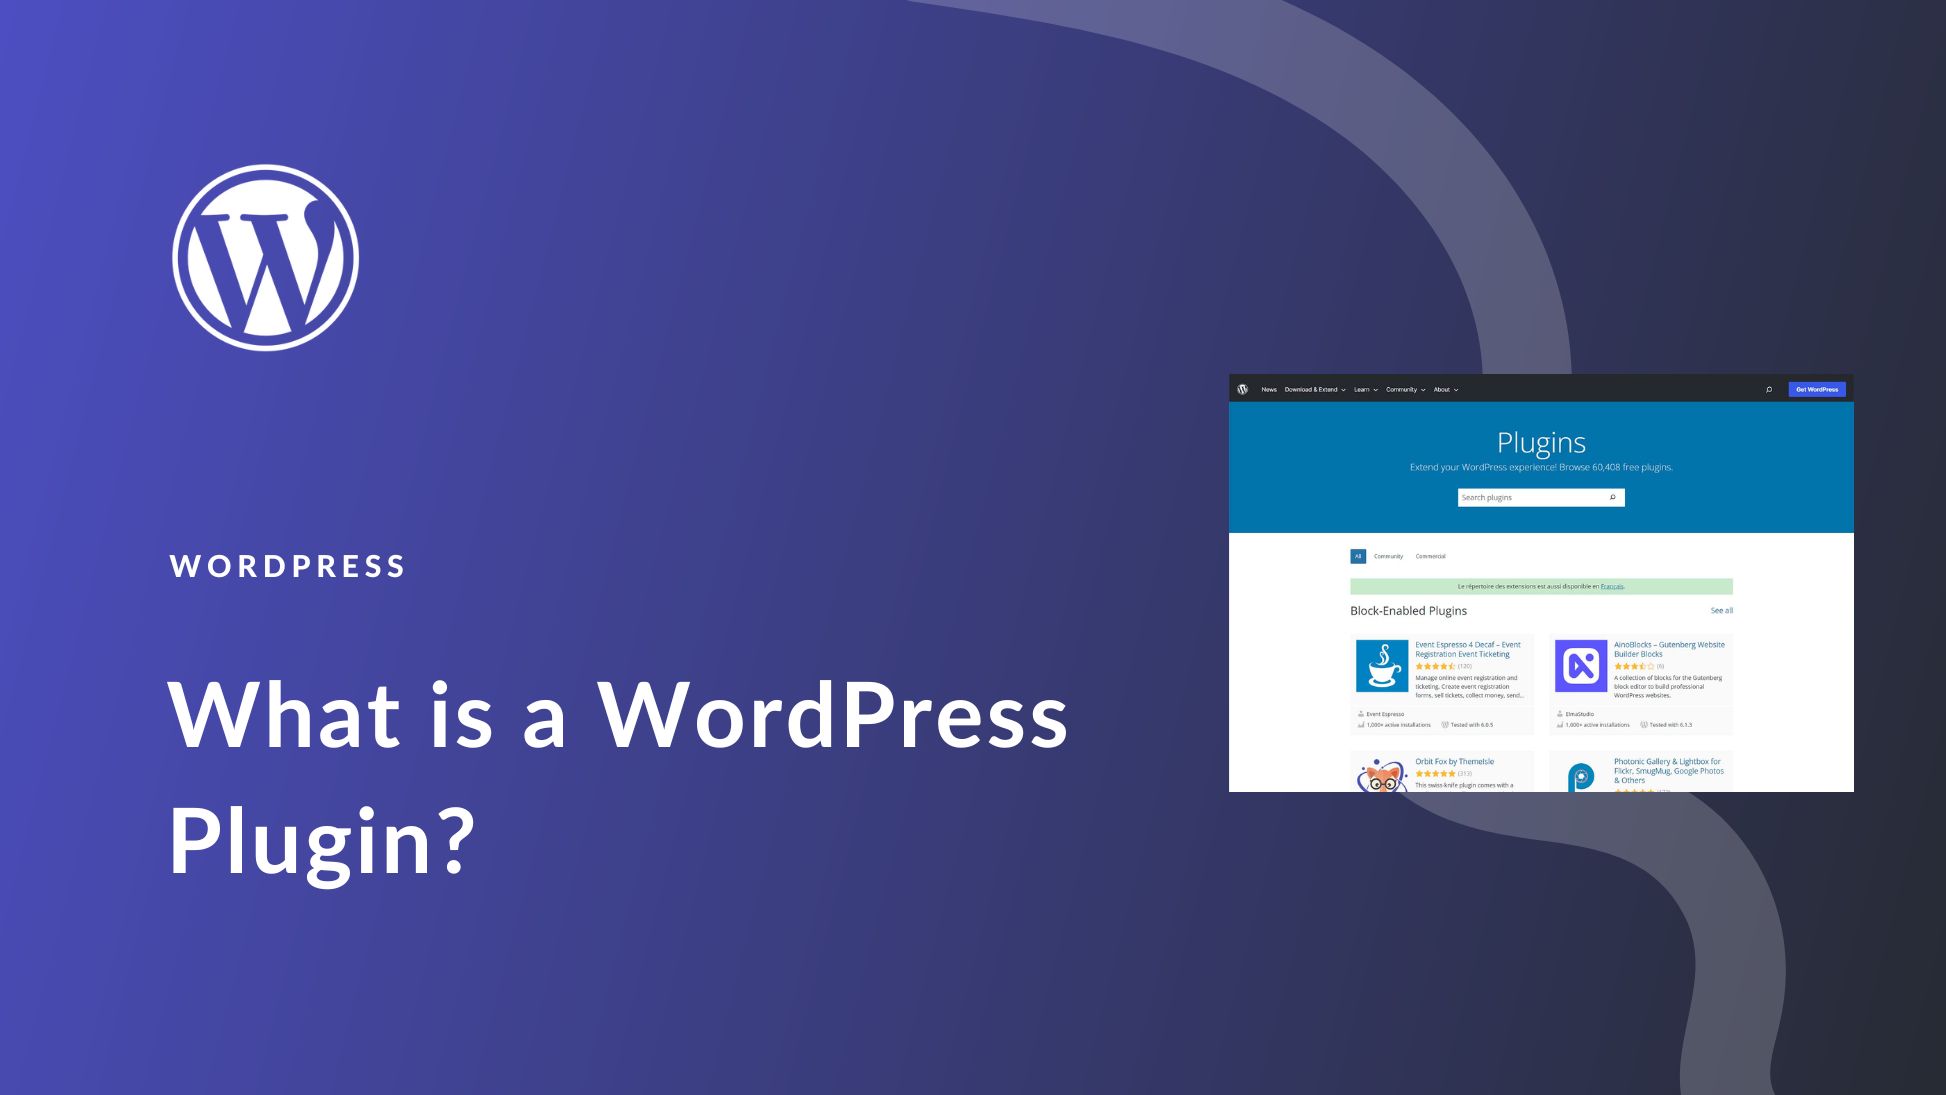 WORDPRESS
What is a WordPress
Plugin?
News Download & Extend Learn Community About Get WordPress
Plugins
Extend your WordPress experience! Browse 60,408 free plugins.
Search plugins
All Community Commercial
Le répertoire des extensions est aussi disponible en Français.
Block-Enabled Plugins See all
Event Espresso 4 Decaf – Event
Registration Event Ticketing
(120)
Manage online event registration and
ticketing. Create event registration
forms, sell tickets, collect money, send…
Event Espresso
1,000+ active installations Tested with 6.0.5
AinoBlocks – Gutenberg Website
Builder Blocks
(6)
A collection of blocks for the Gutenberg
block editor to build professional
WordPress websites.
ElmaStudio
1,000+ active installations Tested with 6.1.3
Orbit Fox by ThemeIsle
(313)
This swiss-knife plugin comes with a
Photonic Gallery & Lightbox for
Flickr, SmugMug, Google Photos
& Others